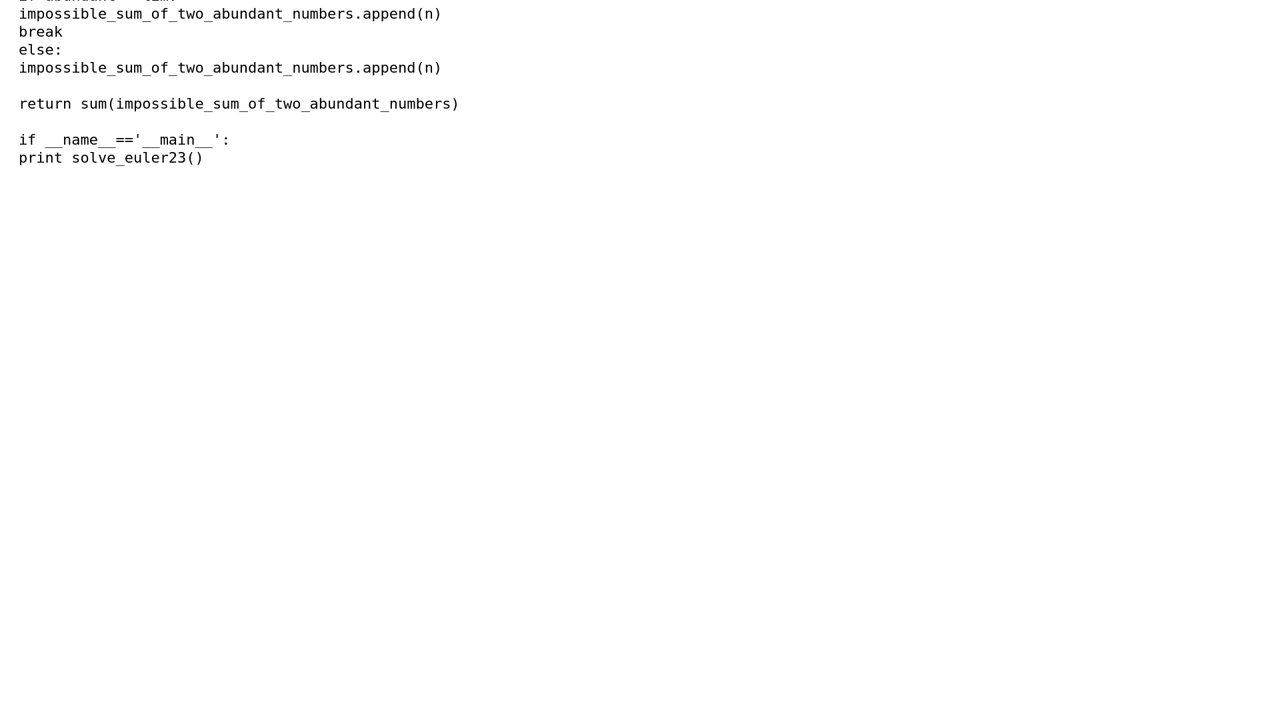 impossible_sum_of_two_abundant_numbers.append(n)
break
else:
impossible_sum_of_two_abundant_numbers.append(n)

return sum(impossible_sum_of_two_abundant_numbers)

if __name__=='__main__':
print solve_euler23()